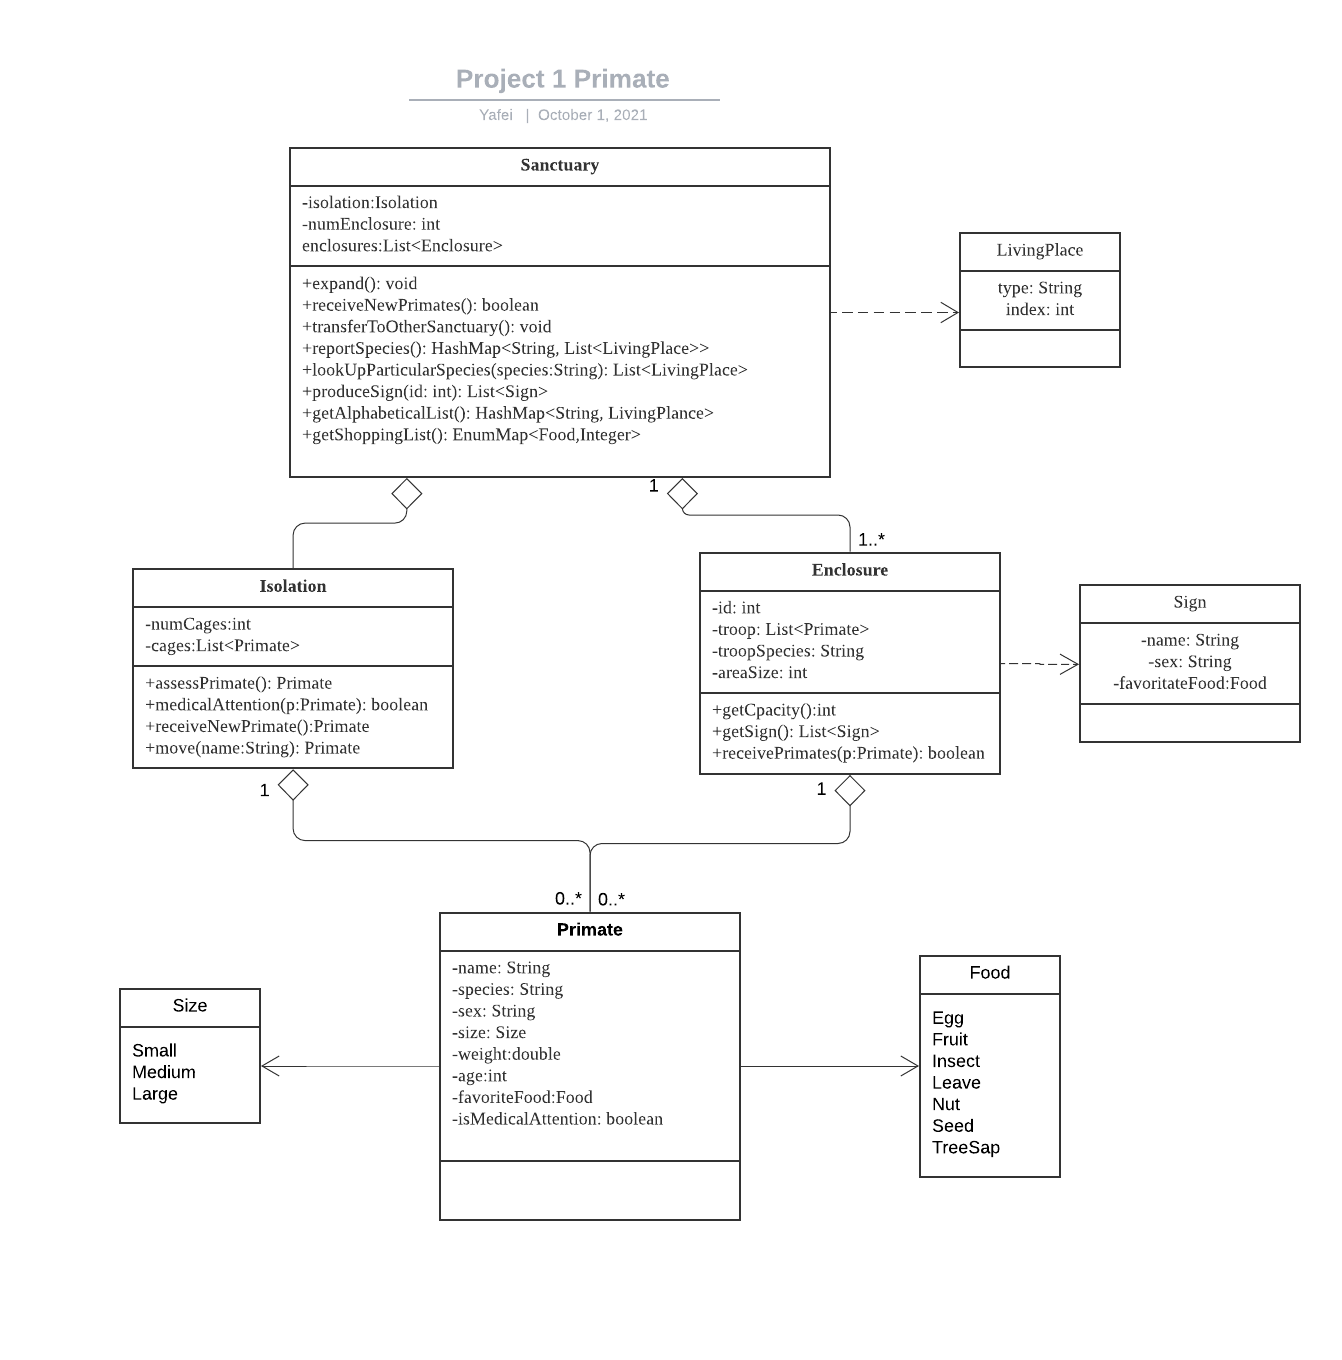 Project 1 Primate
Yafei | October 1, 2021
Sanctuary
-isolation:Isolation
-numEnclosure: int
enclosures:List<Enclosure>
+expand(): void
+receiveNewPrimates(): boolean
+transferToOtherSanctuary(): void
+reportSpecies(): HashMap<String, List<LivingPlace>>
+lookUpParticularSpecies(species:String): List<LivingPlace>
+produceSign(id: int): List<Sign>
+getAlphabeticalList(): HashMap<String, LivingPlance>
+getShoppingList(): EnumMap<Food,Integer>
LivingPlace
type: String
index: int
1
1..*
Isolation
-numCages:int
-cages:List<Primate>
+assessPrimate(): Primate
+medicalAttention(p:Primate): boolean
+receiveNewPrimate():Primate
+move(name:String): Primate
Enclosure
-id: int
-troop: List<Primate>
-troopSpecies: String
-areaSize: int
+getCpacity():int
+getSign(): List<Sign>
+receivePrimates(p:Primate): boolean
Sign
-name: String
-sex: String
-favoritateFood:Food
1
1
0..*
0..*
Primate
-name: String
-species: String
-sex: String
-size: Size
-weight:double
-age:int
-favoriteFood:Food
-isMedicalAttention: boolean
Size
Small
Medium
Large
Food
Egg
Fruit
Insect
Leave
Nut
Seed
TreeSap